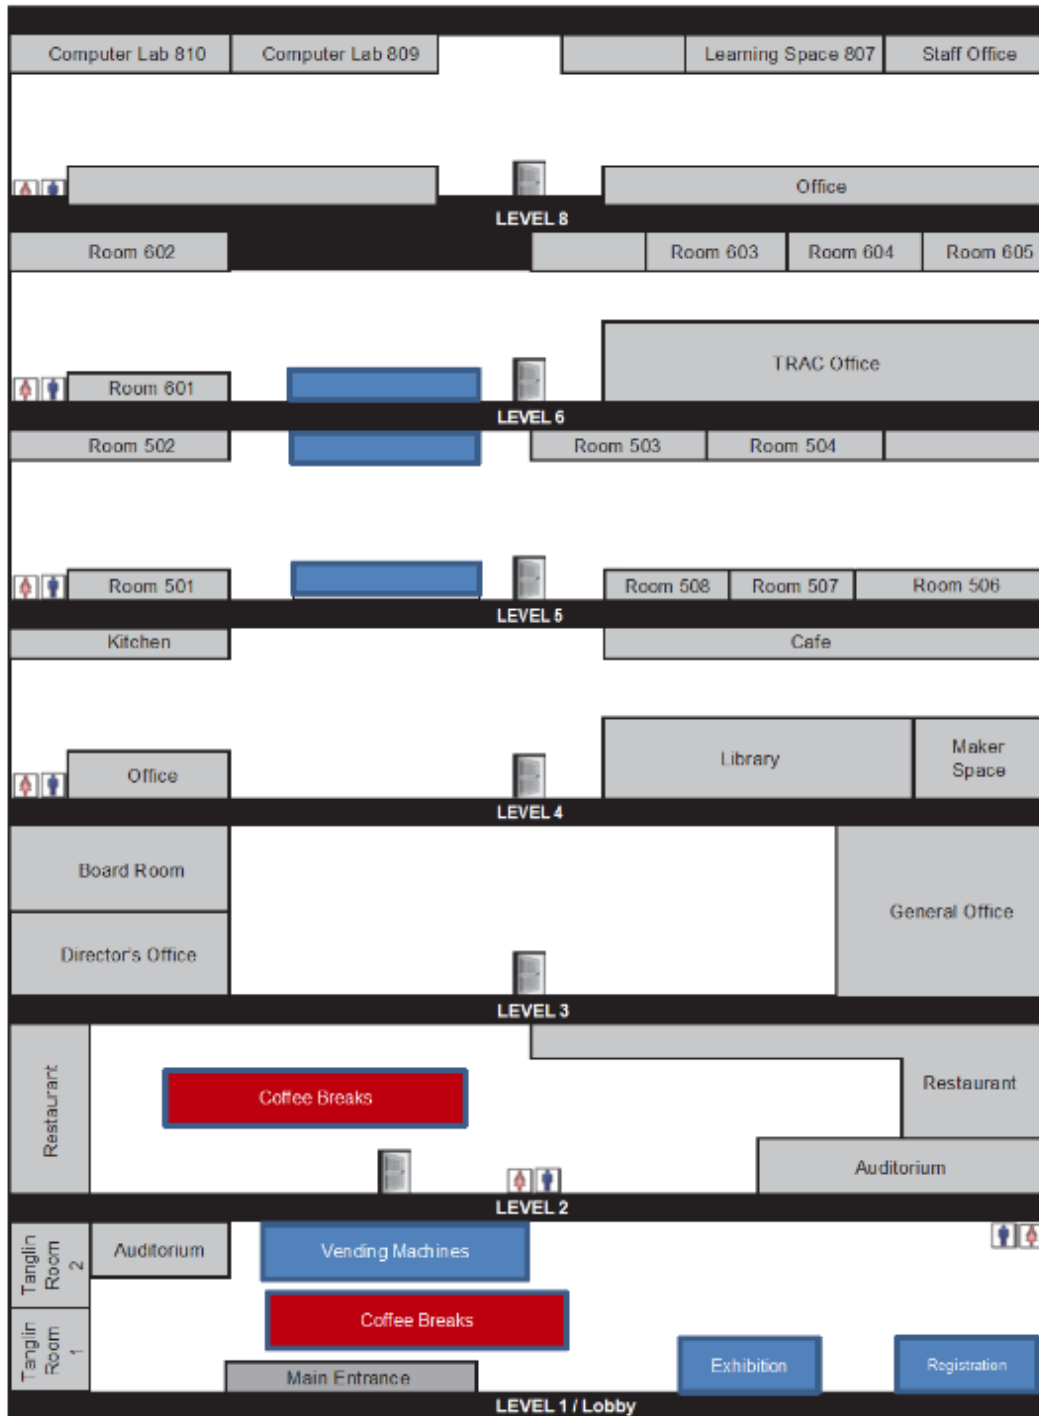 Computer Lab 810
Computer Lab 809
Learning Space 807
Staff Office
Office
LEVEL 8
Room 602
Room 603
Room 604
Room 605
TRAC Office
Room 601
LEVEL 6
Room 502
Room 503
Room 504
Room 501
Room 508
Room 507
Room 506
LEVEL 5
Kitchen
Cafe
Library
Maker
Space
Office
LEVEL 4
Board Room
General Office
Director's Office
LEVEL 3
Restaurant
Coffee Breaks
Restaurant
Auditorium
LEVEL 2
Tanglin
Room
2
Auditorium
Vending Machines
Tanglin
Room
1
Coffee Breaks
Exhibition
Registration
Main Entrance
LEVEL 1 / Lobby